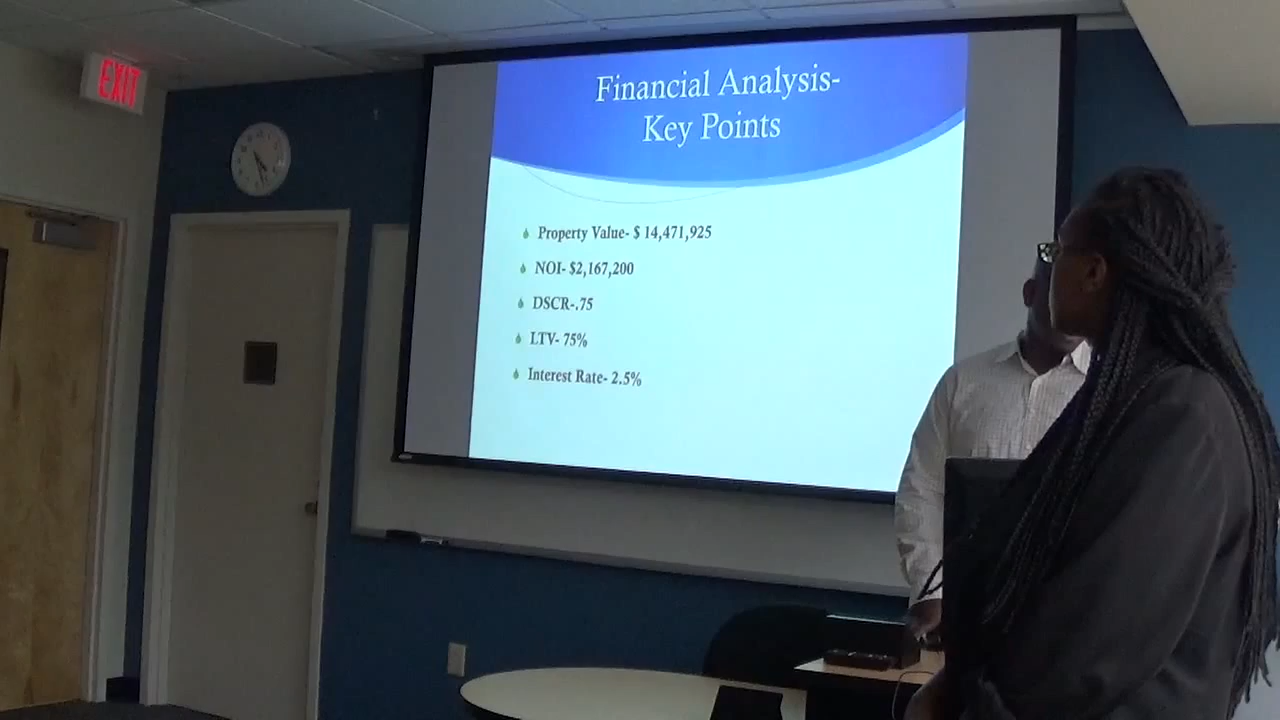 EXIT
Financial Analysis-
Key Points
Property Value- $ 14,471,925
NOI- $2,167,200
DSCR-.75
LTV- 75%
Interest Rate- 2.5%